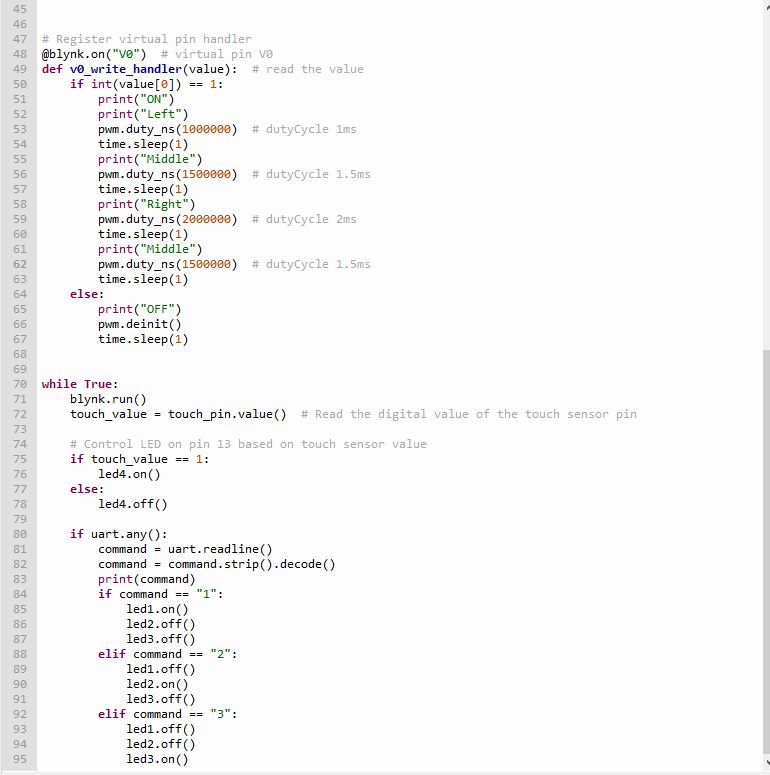 45
46
47 # Register virtual pin handler
48 @blynk.on("V0")  # virtual pin V0
49 def v0_write_handler(value):  # read the value
50     if int(value[0]) == 1:
51         print("ON")
52         print("Left")
53         pwm.duty_ns(1000000)  # dutyCycle 1ms
54         time.sleep(1)
55         print("Middle")
56         pwm.duty_ns(1500000)  # dutyCycle 1.5ms
57         time.sleep(1)
58         print("Right")
59         pwm.duty_ns(2000000)  # dutyCycle 2ms
60         time.sleep(1)
61         print("Middle")
62         pwm.duty_ns(1500000)  # dutyCycle 1.5ms
63         time.sleep(1)
64     else:
65         print("OFF")
66         pwm.deinit()
67         time.sleep(1)
68
69
70 while True:
71     blynk.run()
72     touch_value = touch_pin.value()  # Read the digital value of the touch sensor pin
73
74     # Control LED on pin 13 based on touch sensor value
75     if touch_value == 1:
76         led4.on()
77     else:
78         led4.off()
79
80     if uart.any():
81         command = uart.readline()
82         command = command.strip().decode()
83         print(command)
84         if command == "1":
85             led1.on()
86             led2.off()
87             led3.off()
88         elif command == "2":
89             led1.off()
90             led2.on()
91             led3.off()
92         elif command == "3":
93             led1.off()
94             led2.off()
95             led3.on()